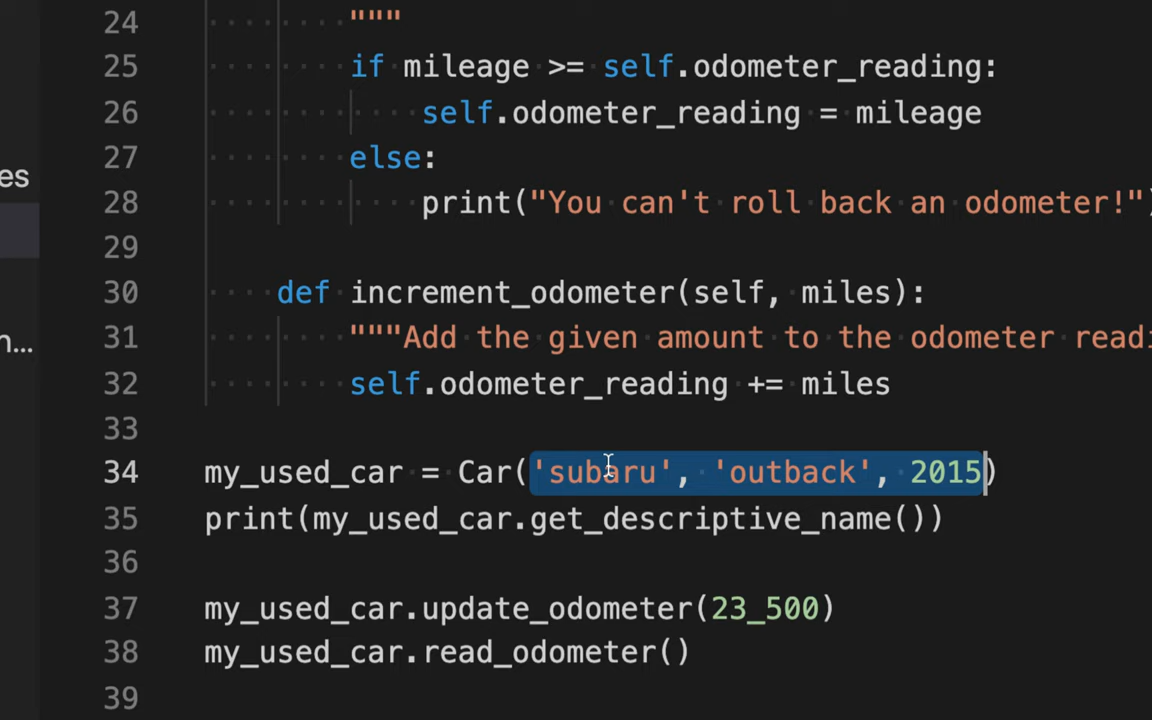 24 """
es
25 if mileage >= self.odometer_reading:
26 self.odometer_reading = mileage
27 else:
28 print("You can't roll back an odometer!")
29
n...
30 def increment_odometer(self, miles):
31 """Add the given amount to the odometer readi
32 self.odometer_reading += miles
33
34 my_used_car = Car('subaru', 'outback', 2015)
35 print(my_used_car.get_descriptive_name())
36
37 my_used_car.update_odometer(23_500)
38 my_used_car.read_odometer()
39